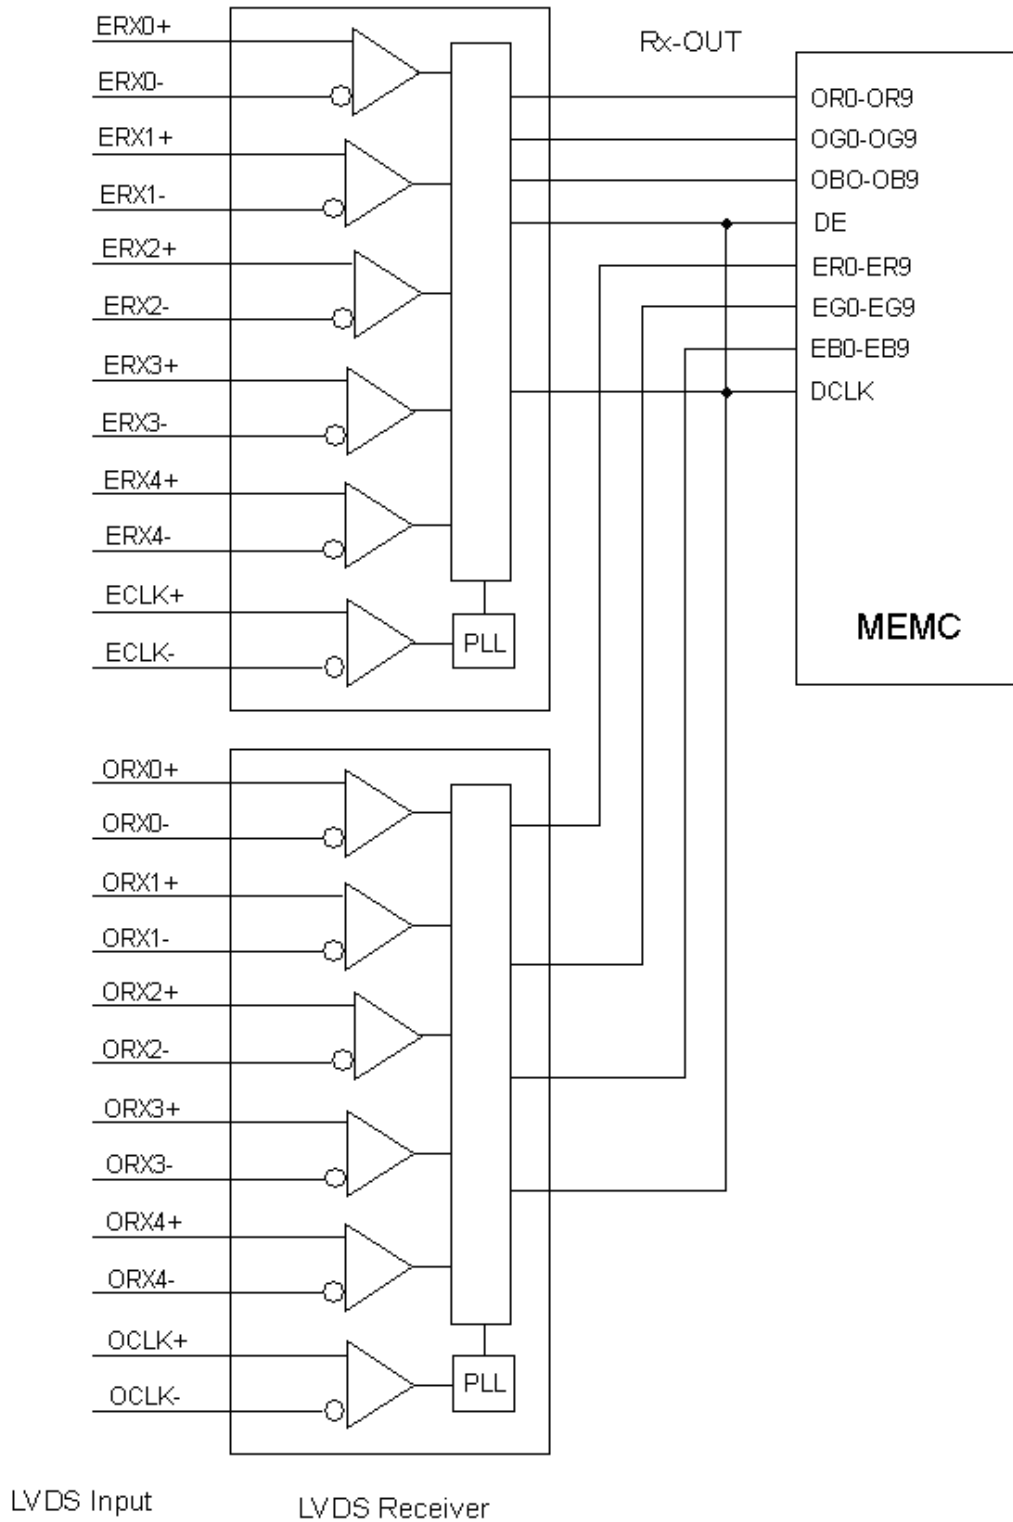 ERX0+
ERX0-
ERX1+
ERX1-
ERX2+
ERX2-
ERX3+
ERX3-
ERX4+
ERX4-
ECLK+
ECLK-
PLL
Rx-OUT
OR0-OR9
OG0-OG9
OBO-OB9
DE
ER0-ER9
EG0-EG9
EB0-EB9
DCLK
MEMC
ORX0+
ORX0-
ORX1+
ORX1-
ORX2+
ORX2-
ORX3+
ORX3-
ORX4+
ORX4-
OCLK+
OCLK-
PLL
LVDS Input
LVDS Receiver